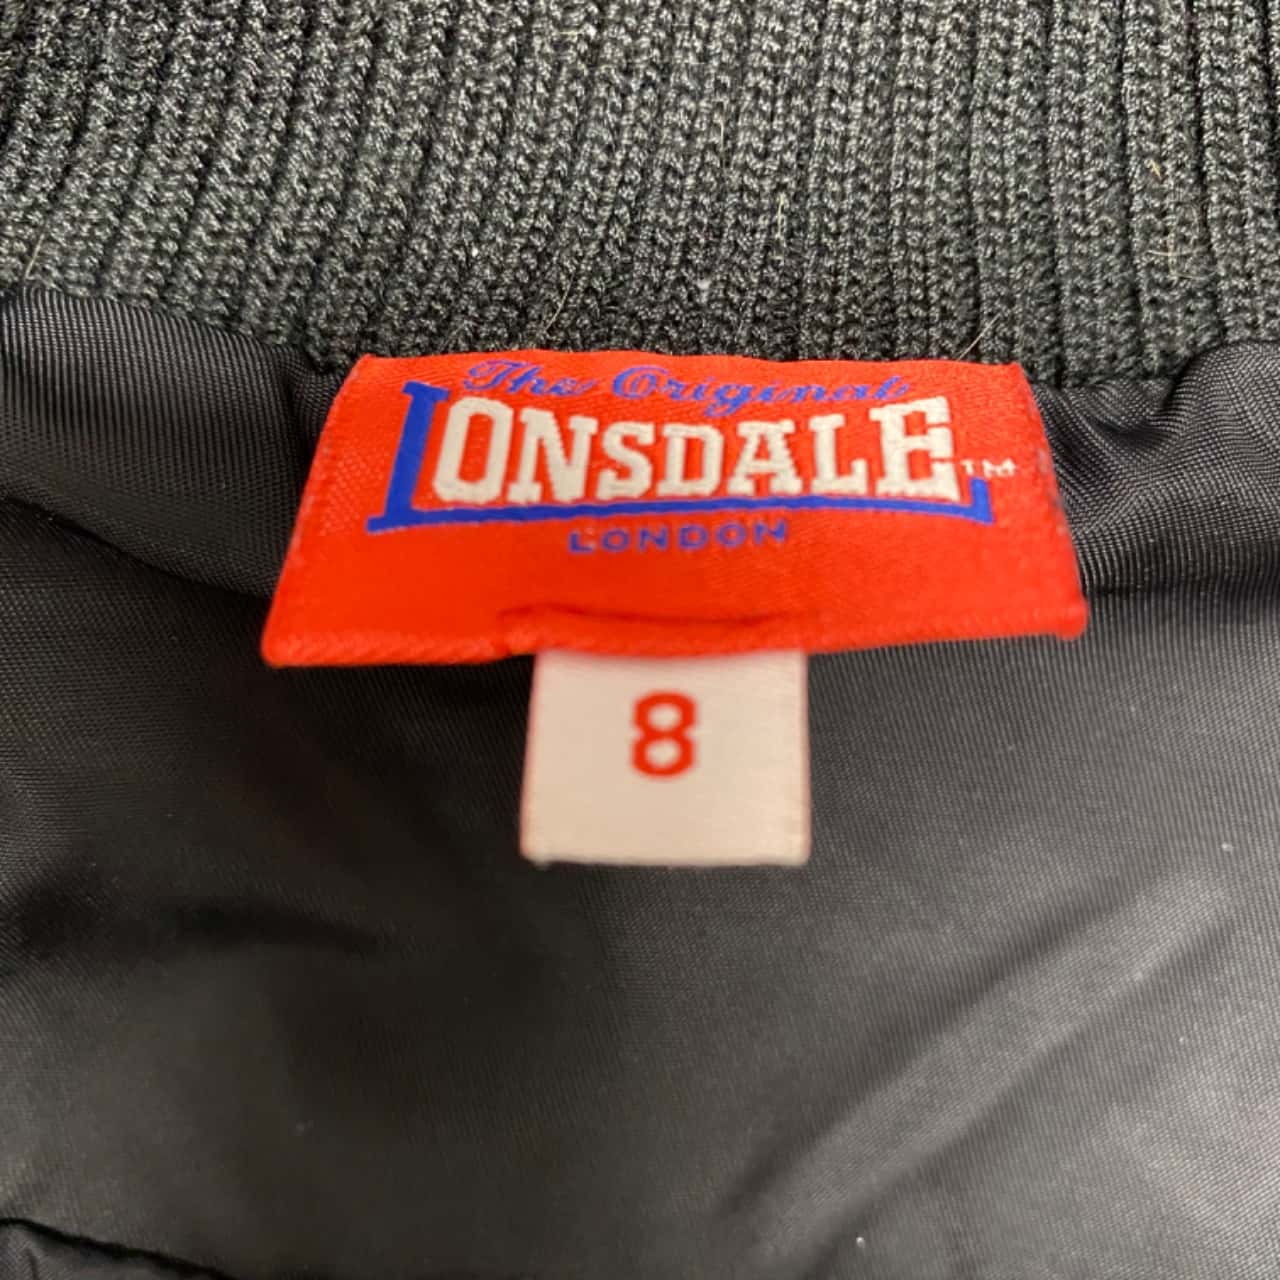 The Original
LONSDALE™
LONDON
8